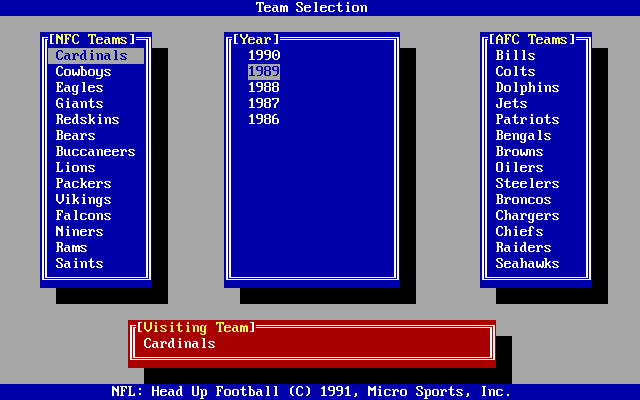 Team Selection
[NFC Teams]
Cardinals
Cowboys
Eagles
Giants
Redskins
Bears
Buccaneers
Lions
Packers
Vikings
Falcons
Niners
Rams
Saints
[Year]
1990
1989
1988
1987
1986
[AFC Teams]
Bills
Colts
Dolphins
Jets
Patriots
Bengals
Browns
Oilers
Steelers
Broncos
Chargers
Chiefs
Raiders
Seahawks
[Visiting Team]
Cardinals
NFL: Head Up Football (C) 1991, Micro Sports, Inc.